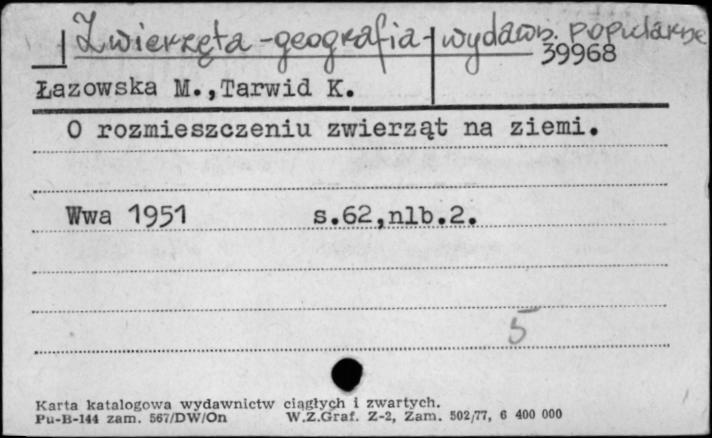 Zwierzęta - geografia - wydawn. popularne
39968
Łazowska M.,Tarwid K.
O rozmieszczeniu zwierząt na ziemi.
Wwa 1951 s.62,nlb.2.
5
Karta katalogowa wydawnictw ciągłych i zwartych.
Pu-B-144 zam. 567/DW/On W.Z.Graf. Z-2, Zam. 502/77, 6 400 000